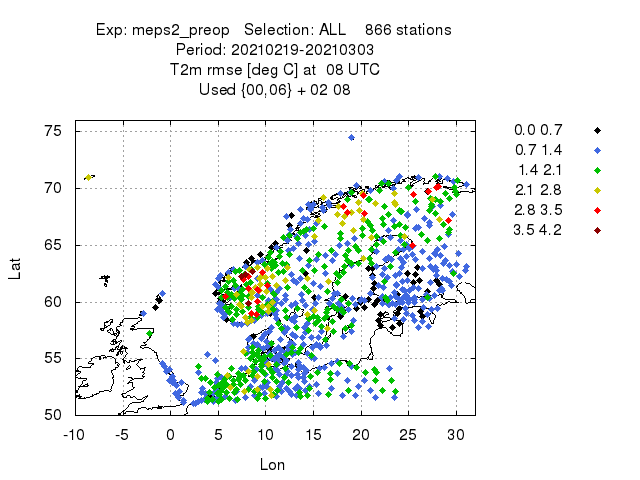 Exp: meps2_preop   Selection: ALL    866 stations
Period: 20210219-20210303
T2m rmse [deg C] at  08 UTC
Used {00,06} + 02 08
75
70
65
60
55
50
Lat
-10 -5 0 5 10 15 20 25 30
Lon
0.0 0.7
0.7 1.4
1.4 2.1
2.1 2.8
2.8 3.5
3.5 4.2